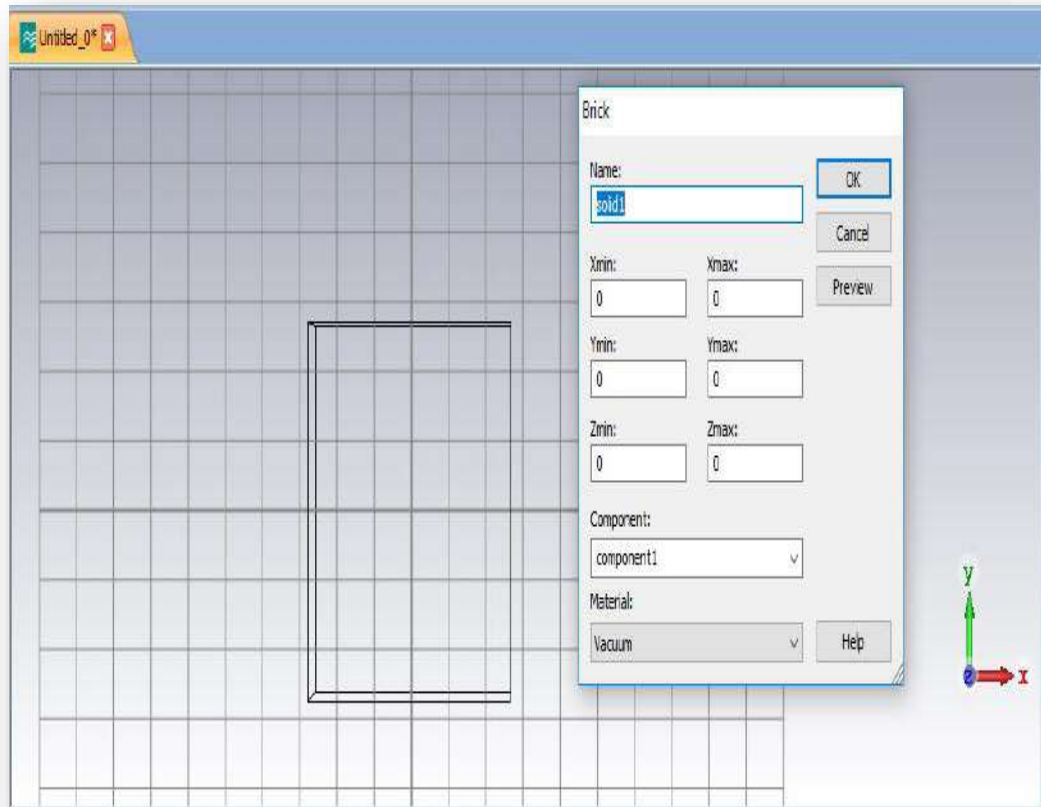 Untitled_0*
Brick
Name:
solid1
OK
Cancel
Xmin:
Xmax:
0
0
Preview
Ymin:
Ymax:
0
0
Zmin:
Zmax:
0
0
Component:
component1
Material:
Vacuum
Help
y
z
x